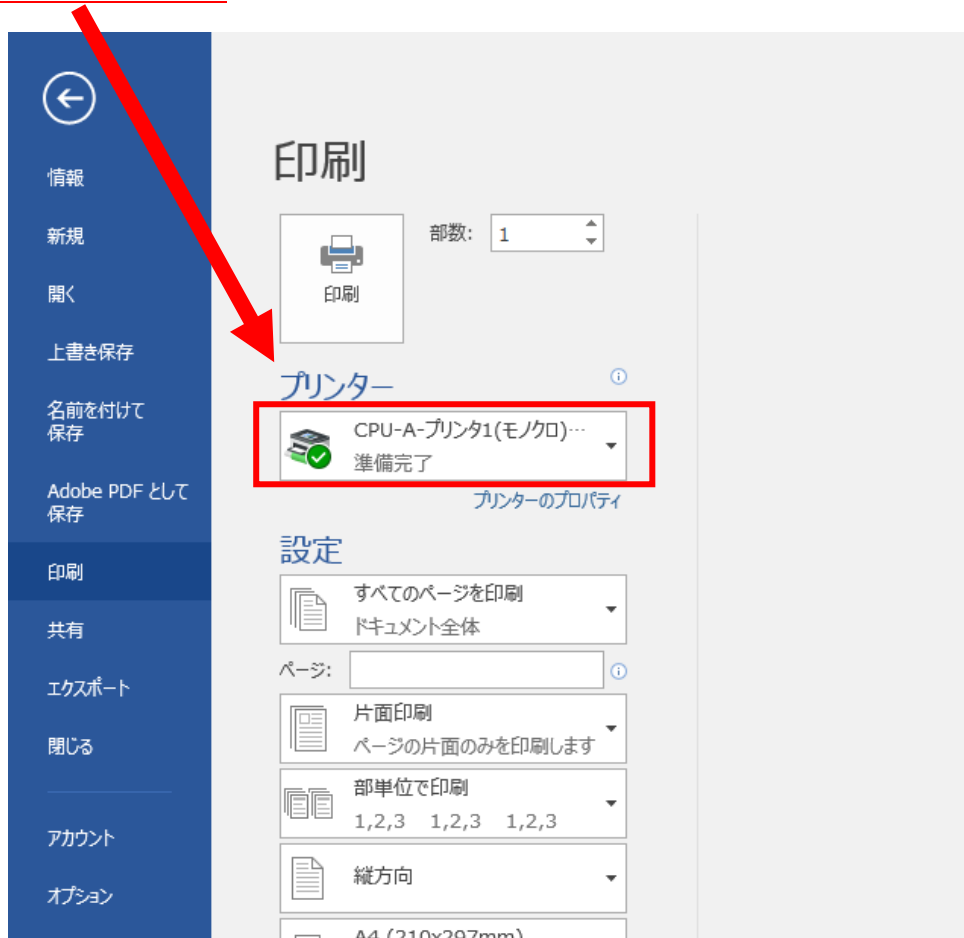 情報
新規
開く
上書き保存
名前を付けて
保存
Adobe PDF として
保存
印刷
共有
エクスポート
閉じる
アカウント
オプション
印刷
印刷
部数: 1
プリンター
CPU-A-プリンタ1(モノクロ)…
準備完了
プリンターのプロパティ
設定
すべてのページを印刷
ドキュメント全体
ページ:
片面印刷
ページの片面のみを印刷します
部単位で印刷
1,2,3 1,2,3 1,2,3
縦方向
A4 (210x297mm)